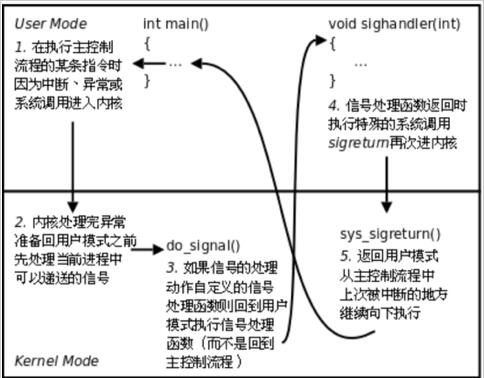 User Mode
1. 在执行主控制
流程的某条指令时
因为中断、异常或
系统调用进入内核
int main()
{
...
}
void sighandler(int)
{
...
}
4. 信号处理函数返回时
执行特殊的系统调用
sigreturn再次进内核
2. 内核处理完异常
准备回用户模式之前
先处理当前进程中
可以递送的信号
do_signal()
3. 如果信号的处理
动作自定义的信号
处理函数则回到用户
模式执行信号处理
函数（而不是回到
主控制流程）
sys_sigreturn()
5. 返回用户模式
从主控制流程中
上次被中断的地方
继续向下执行
Kernel Mode